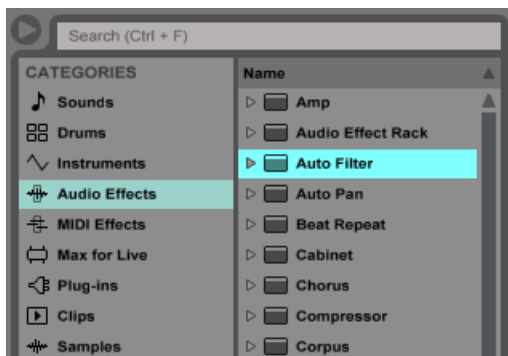 Search (Ctrl + F)
CATEGORIES
Sounds
Drums
Instruments
Audio Effects
MIDI Effects
Max for Live
Plug-ins
Clips
Samples
Name
Amp
Audio Effect Rack
Auto Filter
Auto Pan
Beat Repeat
Cabinet
Chorus
Compressor
Corpus